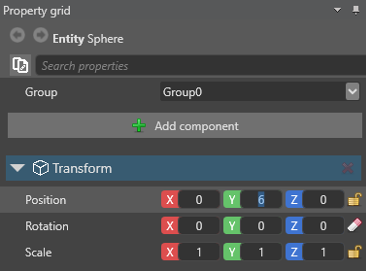 Property grid
Entity Sphere
Search properties
Group Group0
Add component
Transform
Position X 0 Y 6 Z 0
Rotation X 0 Y 0 Z 0
Scale X 1 Y 1 Z 1